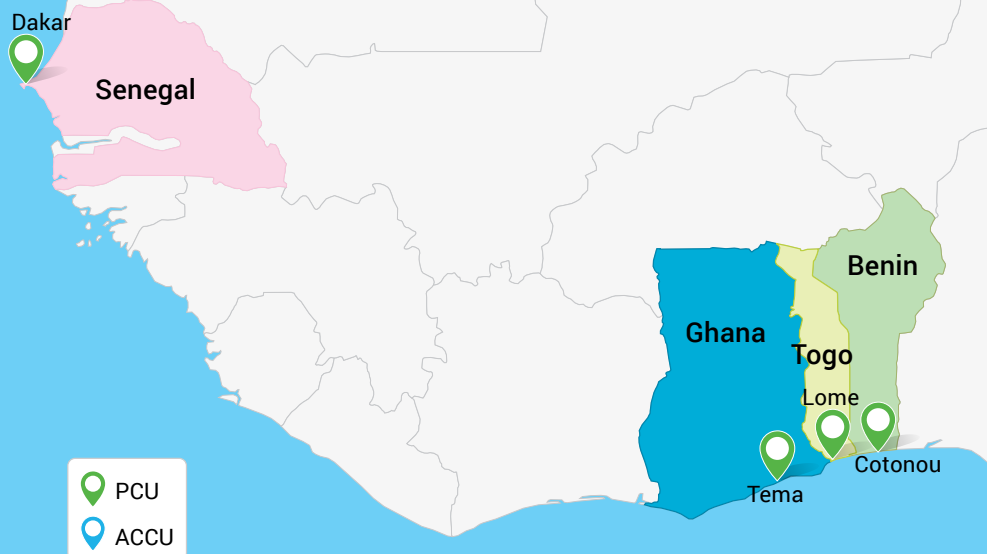 Dakar
Senegal
Benin
Ghana
Togo
Lome
Cotonou
Tema
PCU
ACCU